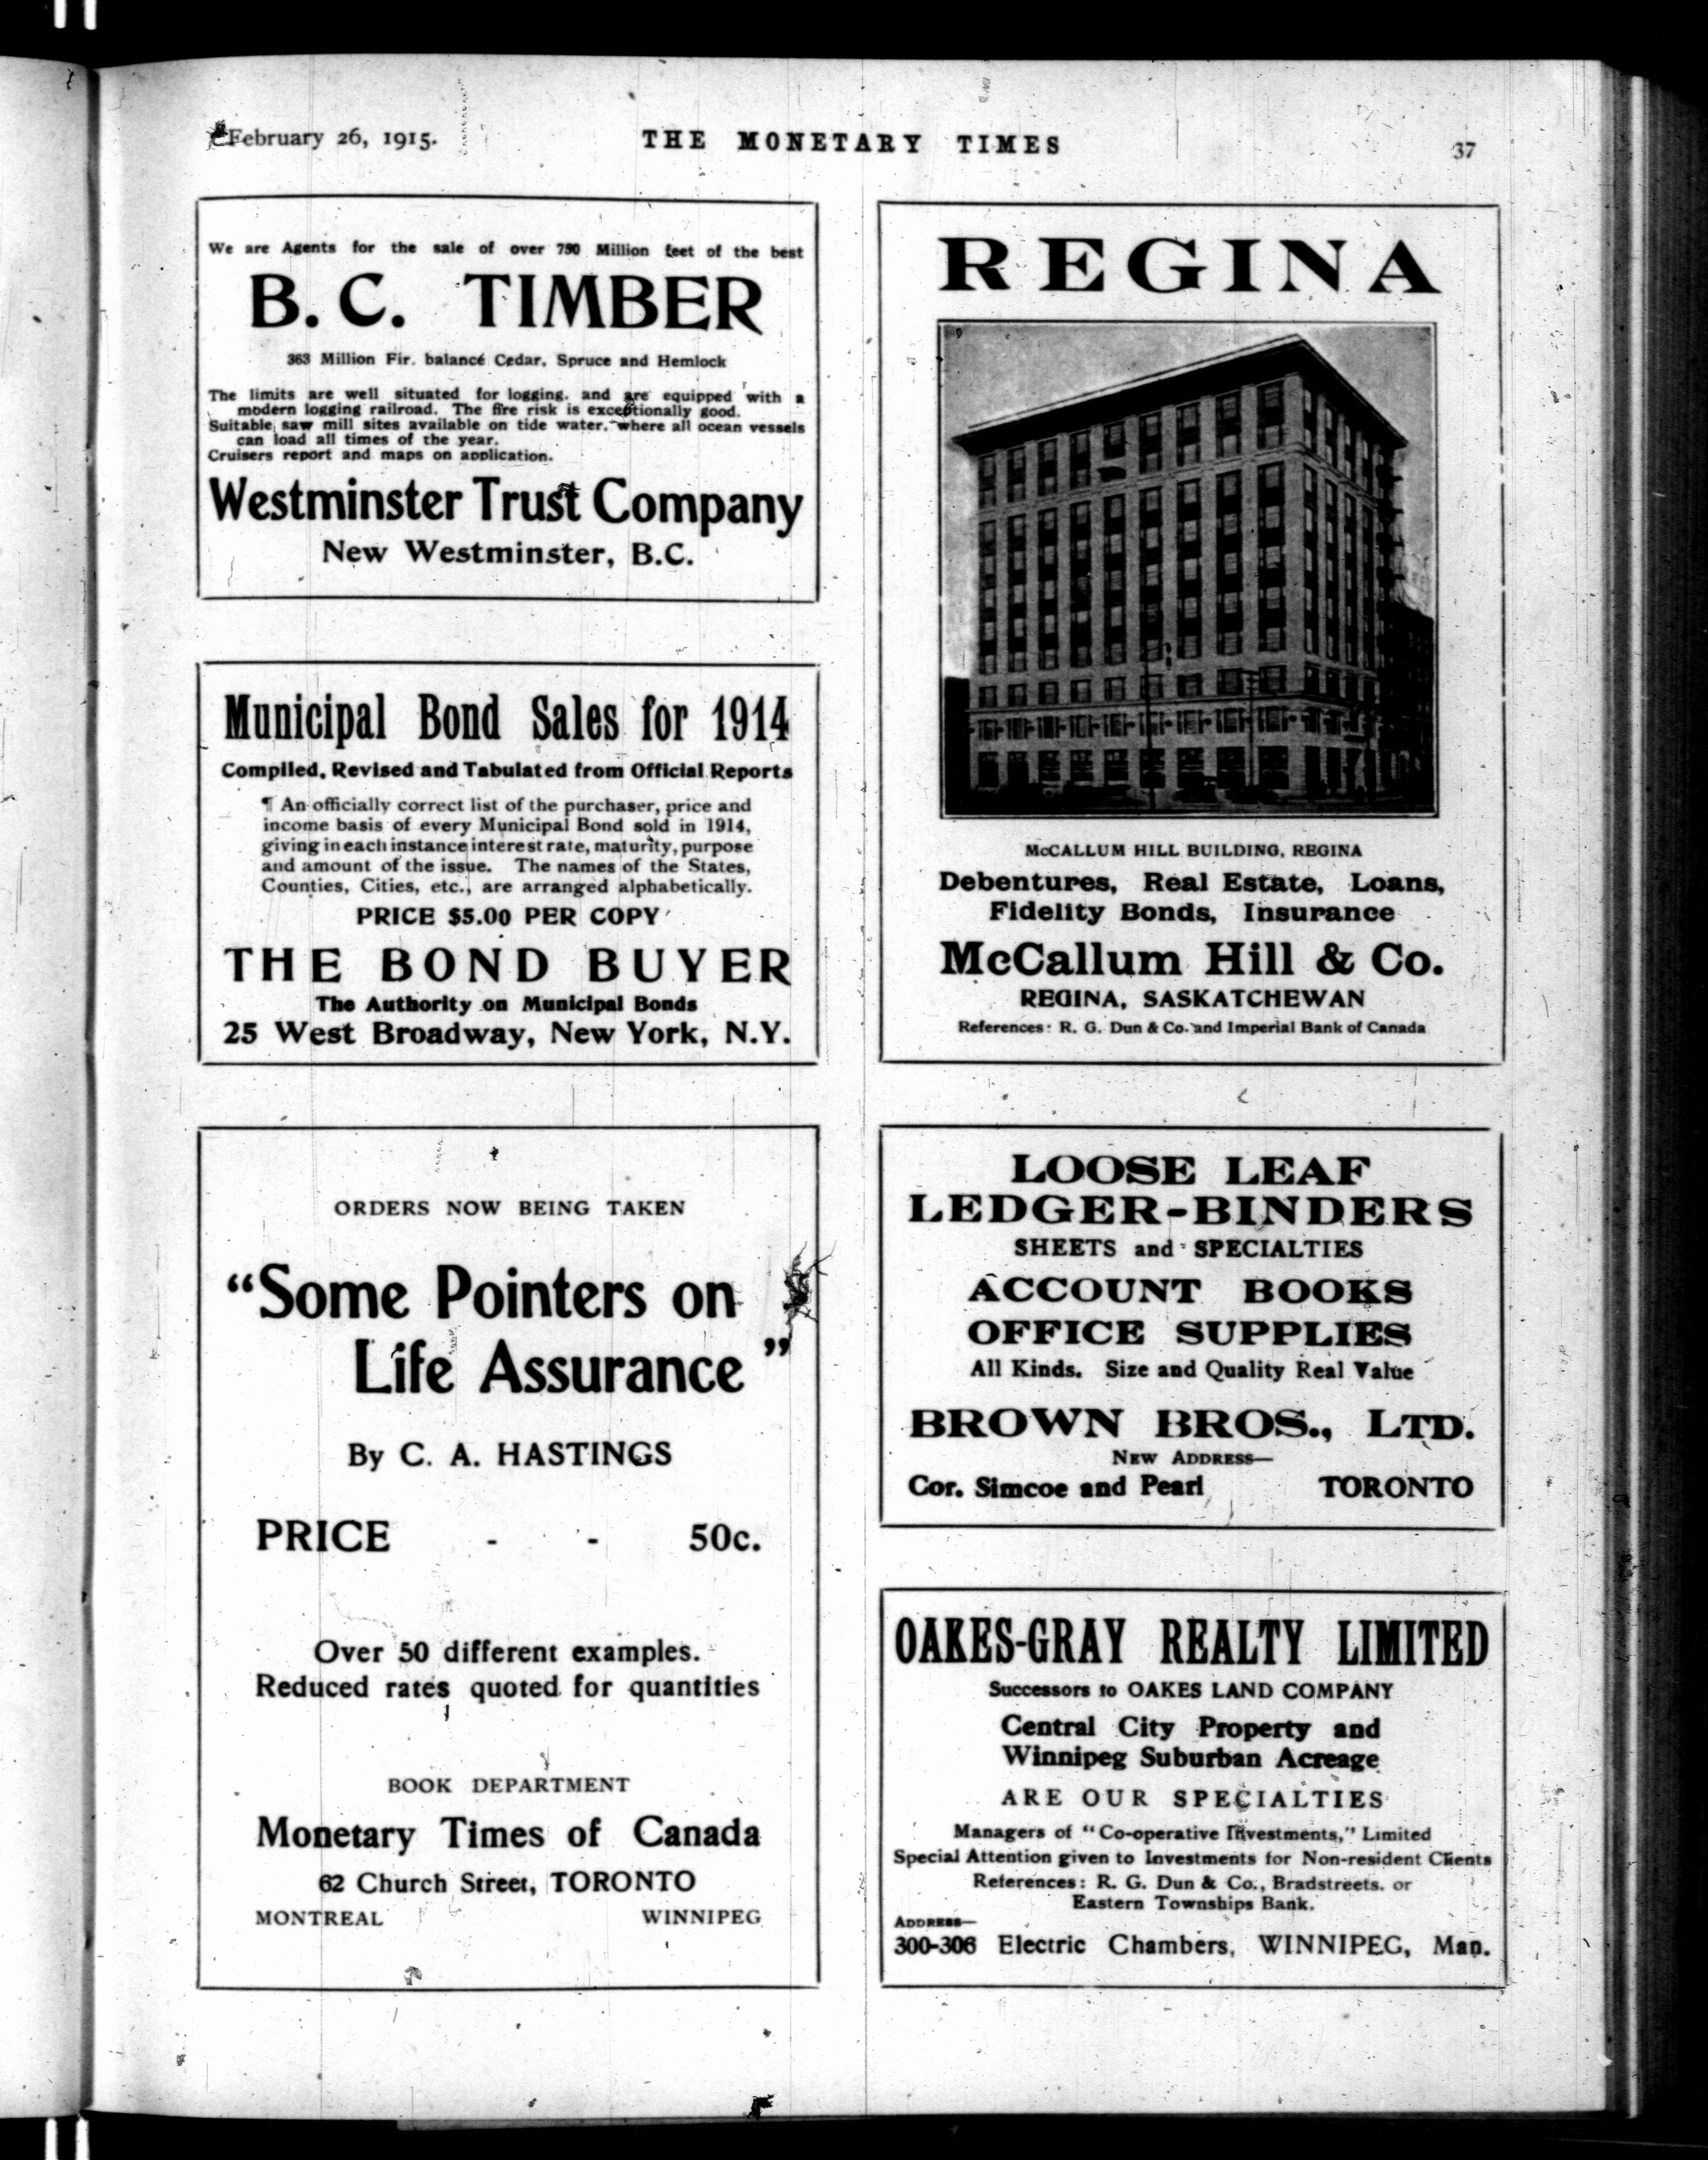 February 26, 1915.
THE MONETARY TIMES
37
We are Agents for the sale of over 750 Million feet of the best
B. C. TIMBER
363 Million Fir, balance Cedar, Spruce and Hemlock
The limits are well situated for logging, and are equipped with a
modern logging railroad. The fire risk is exceptionally good.
Suitable saw mill sites available on tide water, where all ocean vessels
can load all times of the year.
Cruisers report and maps on application.
Westminster Trust Company
New Westminster, B.C.
Municipal Bond Sales for 1914
Compiled, Revised and Tabulated from Official Reports
¶ An officially correct list of the purchaser, price and
income basis of every Municipal Bond sold in 1914,
giving in each instance interest rate, maturity, purpose
and amount of the issue. The names of the States,
Counties, Cities, etc., are arranged alphabetically.
PRICE $5.00 PER COPY
THE BOND BUYER
The Authority on Municipal Bonds
25 West Broadway, New York, N.Y.
ORDERS NOW BEING TAKEN
“Some Pointers on
Life Assurance”
By C. A. HASTINGS
PRICE - - 50c.
Over 50 different examples.
Reduced rates quoted for quantities
BOOK DEPARTMENT
Monetary Times of Canada
62 Church Street, TORONTO
MONTREAL WINNIPEG
REGINA
McCALLUM HILL BUILDING, REGINA
Debentures, Real Estate, Loans,
Fidelity Bonds, Insurance
McCallum Hill & Co.
REGINA, SASKATCHEWAN
References: R. G. Dun & Co. and Imperial Bank of Canada
LOOSE LEAF
LEDGER-BINDERS
SHEETS and SPECIALTIES
ACCOUNT BOOKS
OFFICE SUPPLIES
All Kinds. Size and Quality Real Value
BROWN BROS., LTD.
NEW ADDRESS—
Cor. Simcoe and Pearl TORONTO
OAKES-GRAY REALTY LIMITED
Successors to OAKES LAND COMPANY
Central City Property and
Winnipeg Suburban Acreage
ARE OUR SPECIALTIES
Managers of “Co-operative Investments,” Limited
Special Attention given to Investments for Non-resident Clients
References: R. G. Dun & Co., Bradstreets, or
Eastern Townships Bank.
ADDRESS—
300-306 Electric Chambers, WINNIPEG, Man.